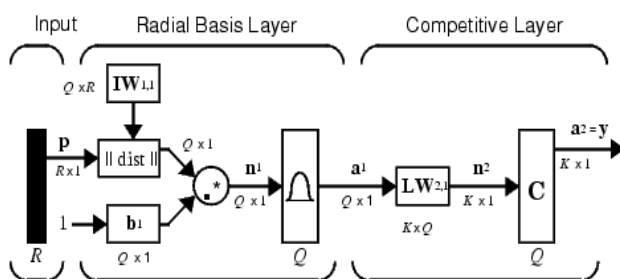 Input
Radial Basis Layer
Competitive Layer
Q x R
IW1,1
p
R x 1
|| dist ||
Q x 1
.*
n1
Q x 1
a1
Q x 1
LW2,1
n2
K x 1
C
a2 = y
K x 1
1
b1
Q x 1
K x Q
R
Q
Q